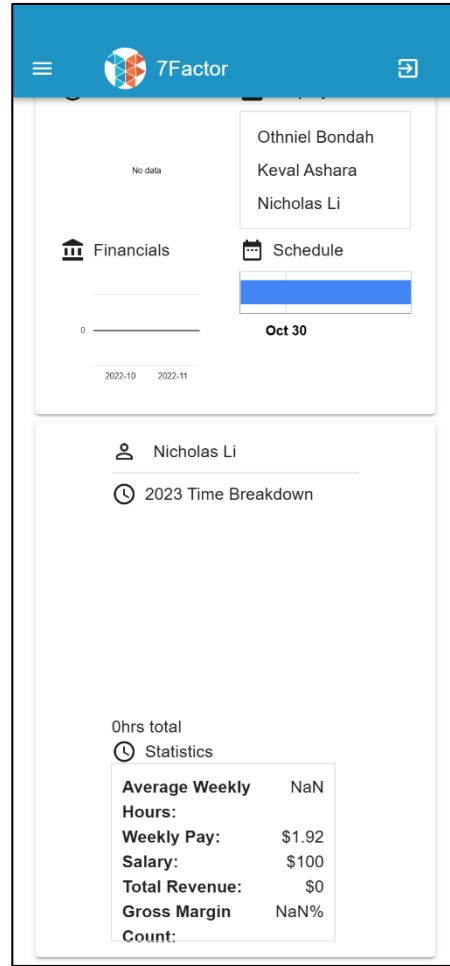 7Factor
Othniel Bondah
No data
Keval Ashara
Nicholas Li
Financials
Schedule
0
Oct 30
2022-10 2022-11
Nicholas Li
2023 Time Breakdown
0hrs total
Statistics
Average Weekly Hours: NaN
Weekly Pay: $1.92
Salary: $100
Total Revenue: $0
Gross Margin NaN%
Count: